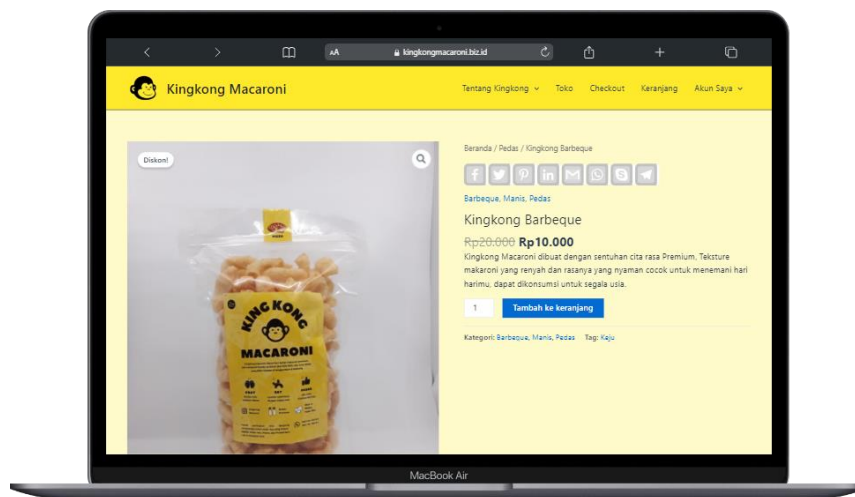 AA kingkongmacaroni.biz.id
Kingkong Macaroni
Tentang Kingkong Toko Checkout Keranjang Akun Saya
Diskon!
Beranda / Pedas / Kingkong Barbeque
Barbeque, Manis, Pedas
Kingkong Barbeque
Rp20.000 Rp10.000
Kingkong Macaroni dibuat dengan sentuhan cita rasa Premium, Teksture
makaroni yang renyah dan rasanya yang nyaman cocok untuk menemani hari
harimu, dapat dikonsumsi untuk segala usia.
1 Tambah ke keranjang
Kategori: Barbeque, Manis, Pedas Tag: Keju
KING KONG
MACARONI
MacBook Air